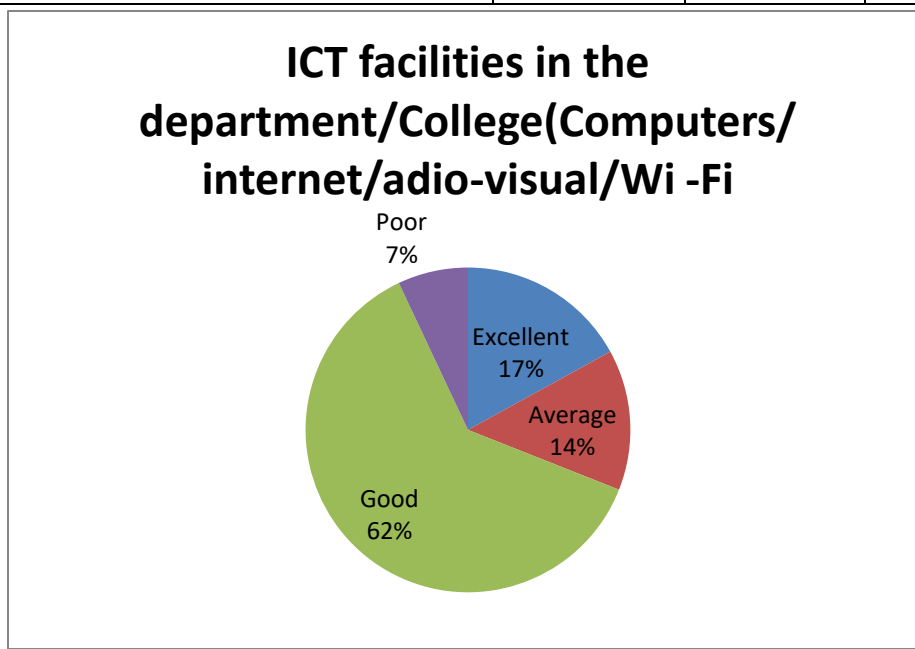 ICT facilities in the
department/College(Computers/
internet/adio-visual/Wi -Fi
Poor
7%
Excellent
17%
Average
14%
Good
62%